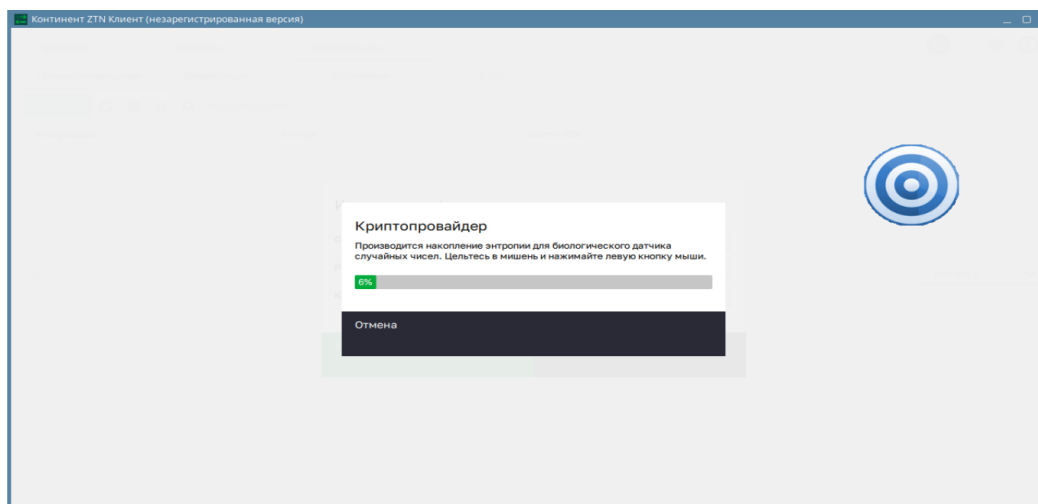 Континент ZTN Клиент (незарегистрированная версия)
Криптопровайдер
Производится накопление энтропии для биологического датчика
случайных чисел. Цельтесь в мишень и нажимайте левую кнопку мыши.
6%
Отмена